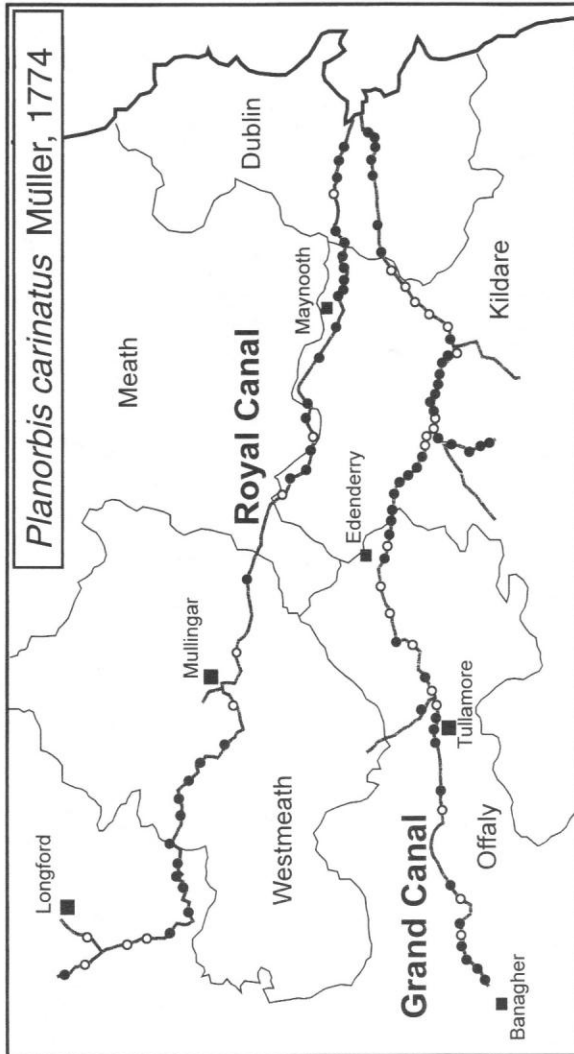 Planorbis carinatus Müller, 1774
Longford
Mullingar
Meath
Dublin
Royal Canal
Maynooth
Westmeath
Edenderry
Kildare
Grand Canal
Tullamore
Offaly
Banagher